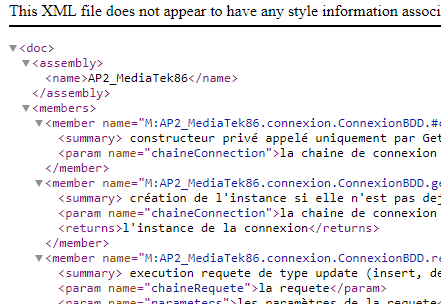 This XML file does not appear to have any style information associ
▼<doc>
▼<assembly>
<name>AP2_MediaTek86</name>
</assembly>
▼<members>
▼<member name="M:AP2_MediaTek86.connexion.ConnexionBDD.#
<summary> constructeur privé appelé uniquement par Get
<param name="chaineConnection">la chaine de connexion
</member>
▼<member name="M:AP2_MediaTek86.connexion.ConnexionBDD.ge
<summary> création de l'instance si elle n'est pas dej
<param name="chaineConnection">la chaine de connexion
<returns>l'instance de la connexion</returns>
</member>
▼<member name="M:AP2_MediaTek86.connexion.ConnexionBDD.re
<summary> execution requete de type update (insert, de
<param name="chaineRequete">la requete</param>
<param name="parameters">les paramètres de la requete<